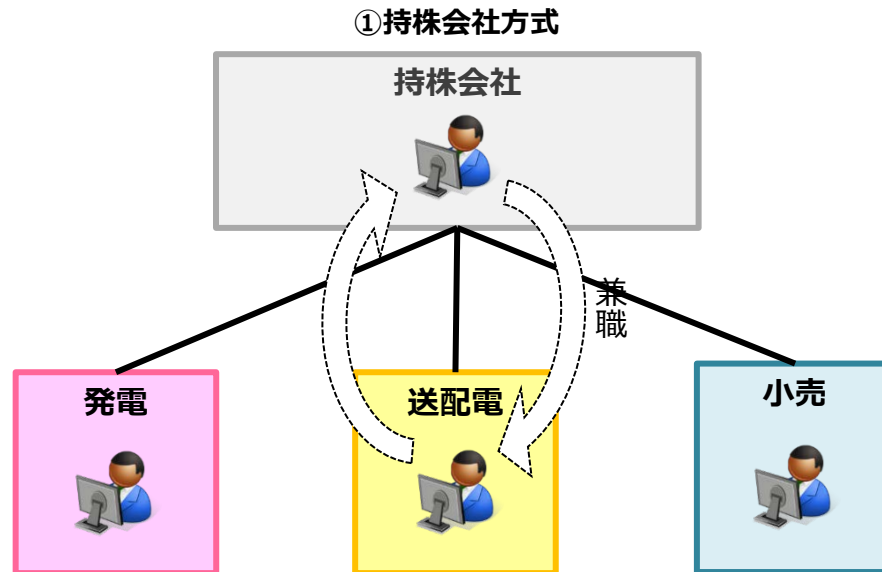 ①持株会社方式
持株会社
兼職
発電
送配電
小売